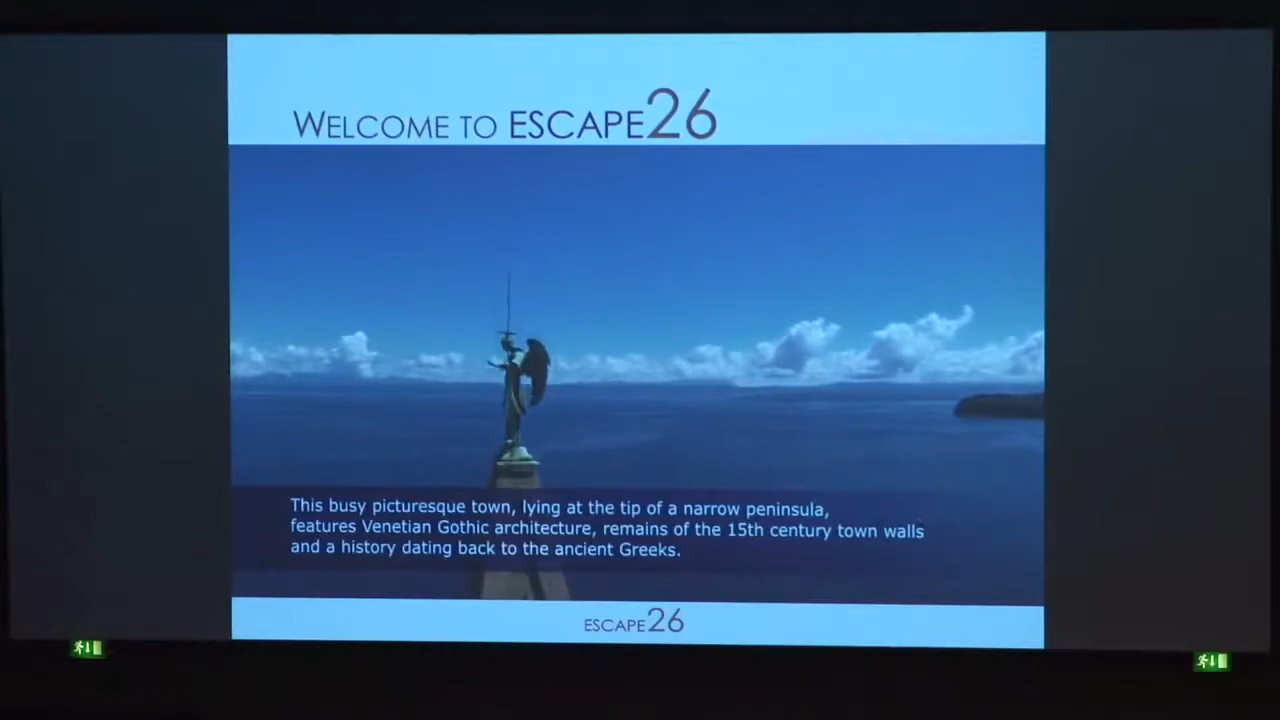 WELCOME TO ESCAPE26
This busy picturesque town, lying at the tip of a narrow peninsula,
features Venetian Gothic architecture, remains of the 15th century town walls
and a history dating back to the ancient Greeks.
ESCAPE26